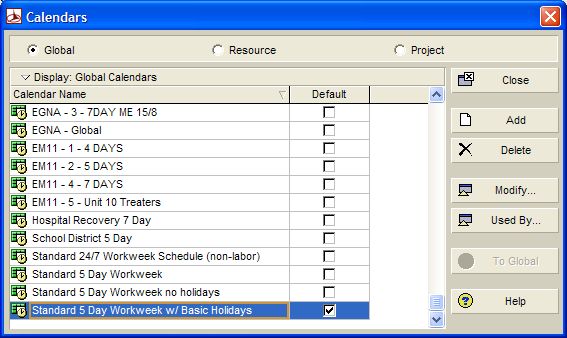 Calendars
Global Resource Project
Display: Global Calendars
Calendar Name Default
EGNA - 3 - 7DAY ME 15/8
EGNA - Global
EM11 - 1 - 4 DAYS
EM11 - 2 - 5 DAYS
EM11 - 4 - 7 DAYS
EM11 - 5 - Unit 10 Treaters
Hospital Recovery 7 Day
School District 5 Day
Standard 24/7 Workweek Schedule (non-labor)
Standard 5 Day Workweek
Standard 5 Day Workweek no holidays
Standard 5 Day Workweek w/ Basic Holidays
Close
Add
Delete
Modify...
Used By...
To Global
Help